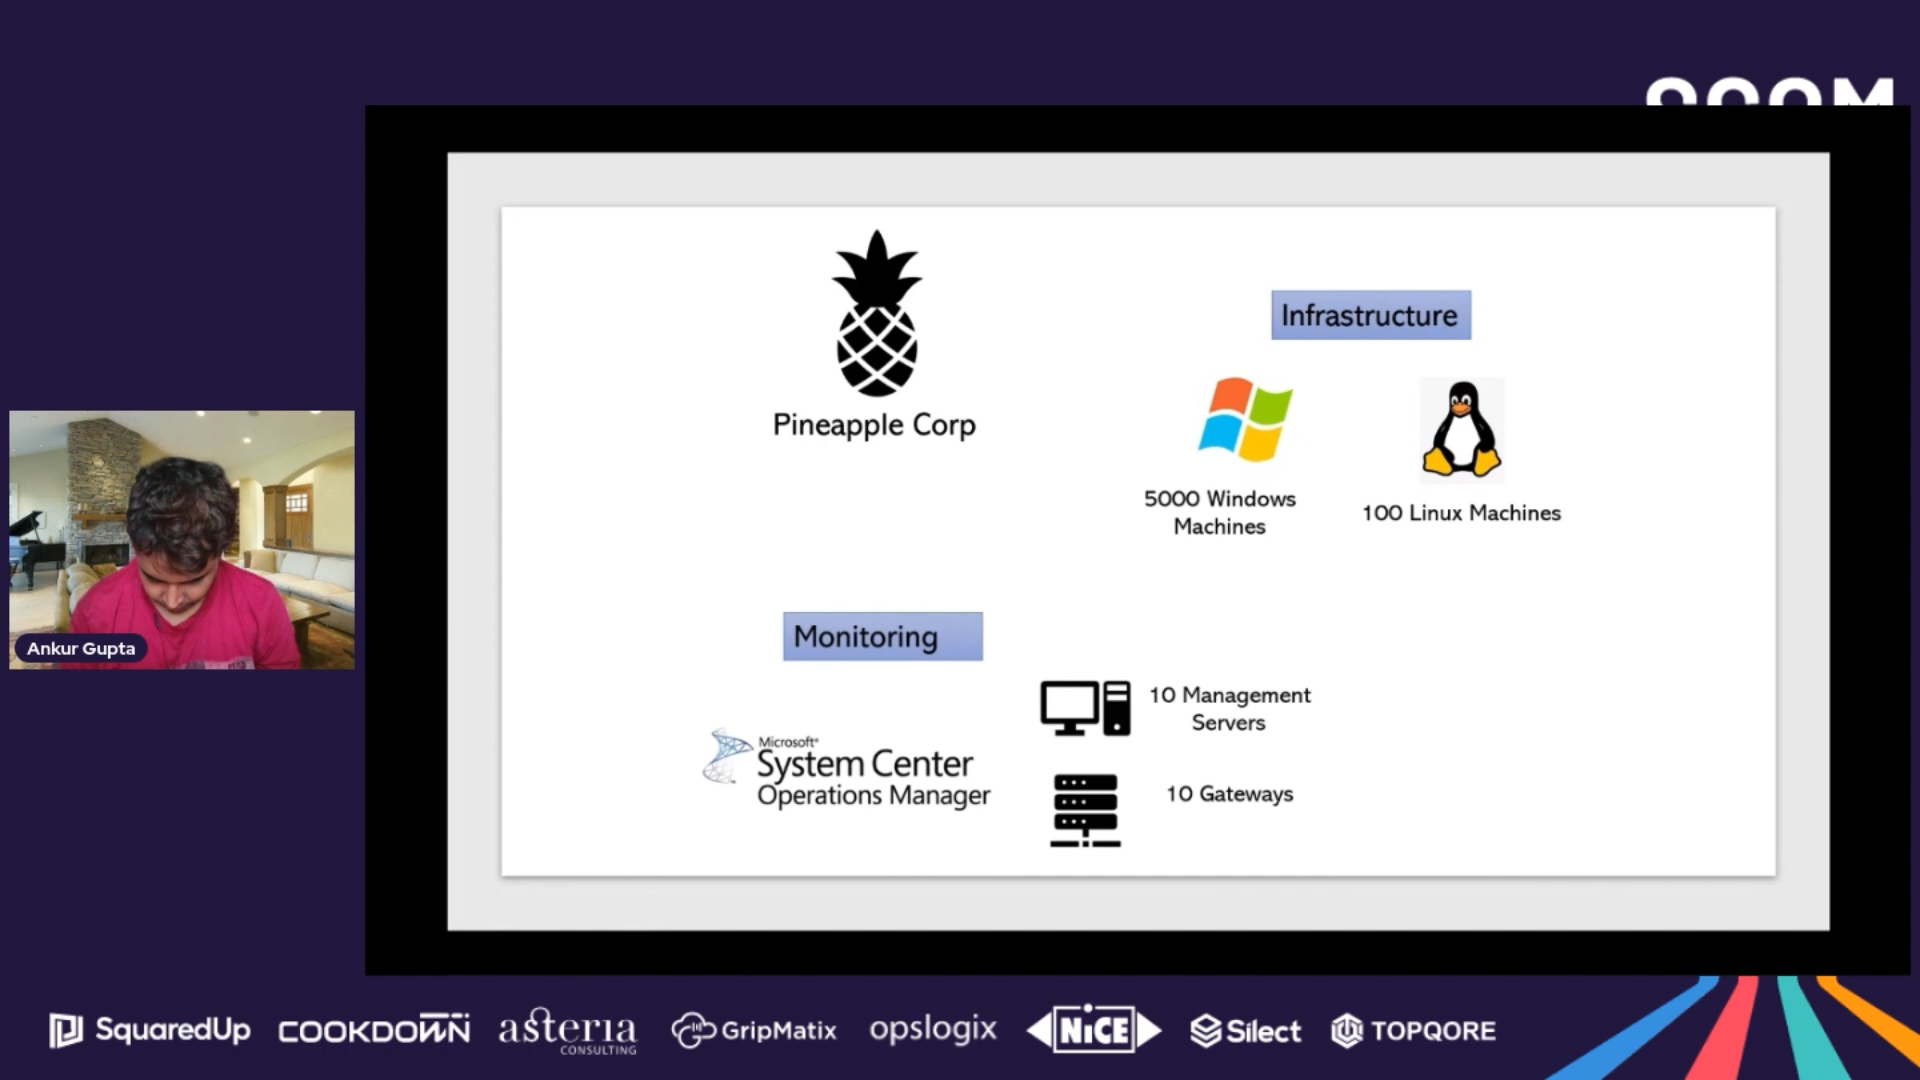 SCOM
Pineapple Corp
Infrastructure
5000 Windows
Machines
100 Linux Machines
Monitoring
10 Management
Servers
Microsoft®
System Center
Operations Manager
10 Gateways
Ankur Gupta
SquaredUp
COOKDOWN
asteria
CONSULTING
GripMatix
opslogix
NiCE
Silect
TOPQORE